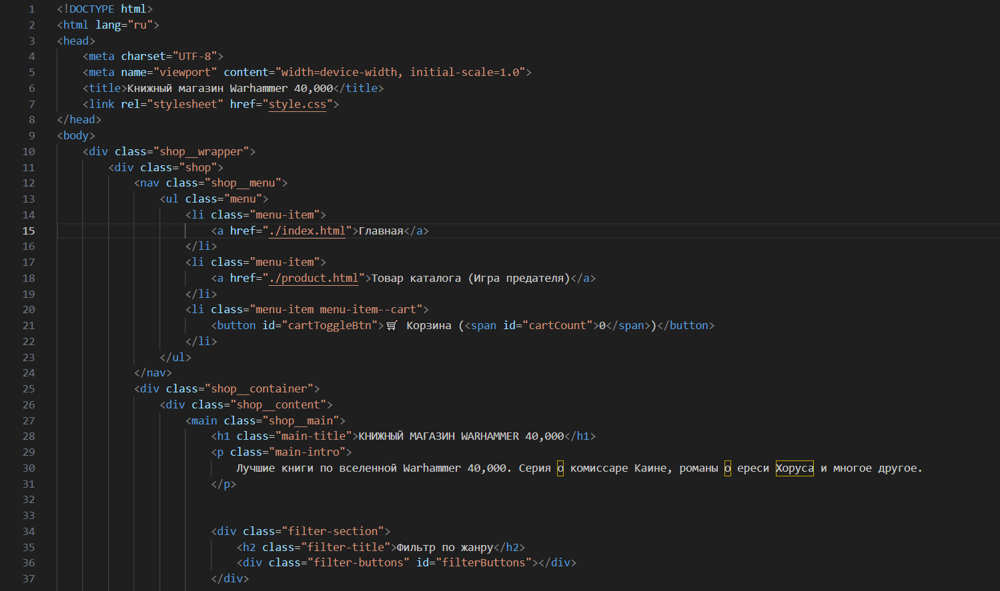 1 <!DOCTYPE html>
2 <html lang="ru">
3 <head>
4     <meta charset="UTF-8">
5     <meta name="viewport" content="width=device-width, initial-scale=1.0">
6     <title>Книжный магазин Warhammer 40,000</title>
7     <link rel="stylesheet" href="style.css">
8 </head>
9 <body>
10     <div class="shop__wrapper">
11         <div class="shop">
12             <nav class="shop__menu">
13                 <ul class="menu">
14                     <li class="menu-item">
15                         <a href="./index.html">Главная</a>
16                     </li>
17                     <li class="menu-item">
18                         <a href="./product.html">Товар каталога (Игра предателя)</a>
19                     </li>
20                     <li class="menu-item menu-item--cart">
21                         <button id="cartToggleBtn">🛒 Корзина (<span id="cartCount">0</span>)</button>
22                     </li>
23                 </ul>
24             </nav>
25             <div class="shop__container">
26                 <div class="shop__content">
27                     <main class="shop__main">
28                         <h1 class="main-title">КНИЖНЫЙ МАГАЗИН WARHAMMER 40,000</h1>
29                         <p class="main-intro">
30                             Лучшие книги по вселенной Warhammer 40,000. Серия о комиссаре Каине, романы о ереси Хоруса и многое другое.
31                         </p>
32
33
34                         <div class="filter-section">
35                             <h2 class="filter-title">Фильтр по жанру</h2>
36                             <div class="filter-buttons" id="filterButtons"></div>
37                         </div>